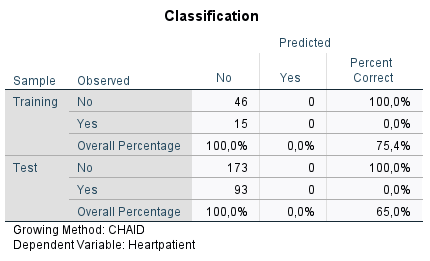 Classification
Predicted
Sample Observed No Yes Percent Correct
Training No 46 0 100,0%
Yes 15 0 0,0%
Overall Percentage 100,0% 0,0% 75,4%
Test No 173 0 100,0%
Yes 93 0 0,0%
Overall Percentage 100,0% 0,0% 65,0%
Growing Method: CHAID
Dependent Variable: Heartpatient